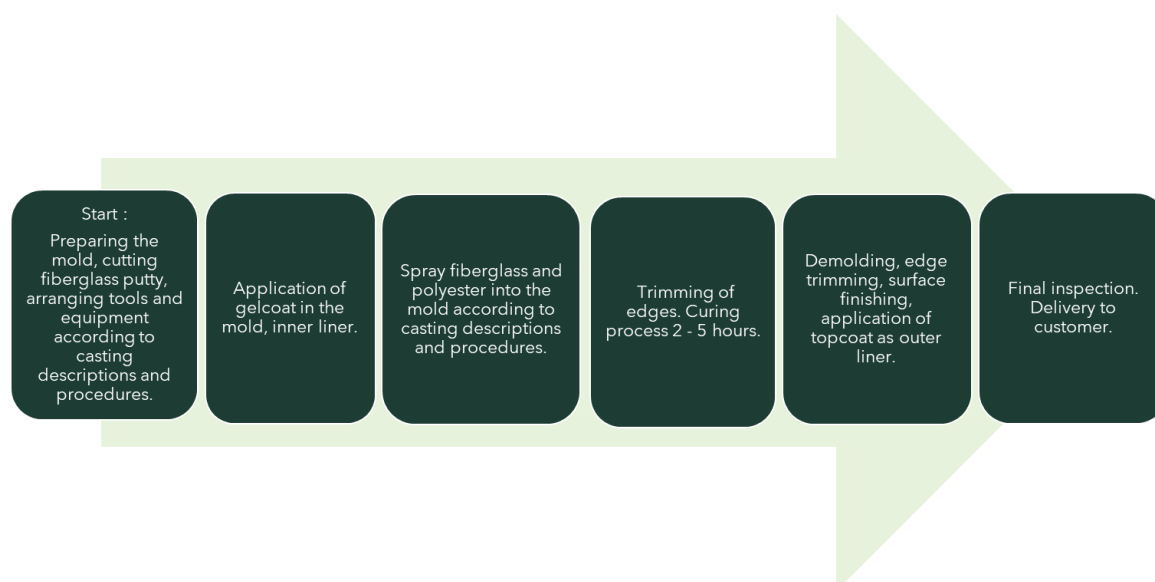 Start :
Preparing the
mold, cutting
fiberglass putty,
arranging tools and
equipment
according to
casting
descriptions and
procedures.
Application of
gelcoat in the
mold, inner liner.
Spray fiberglass and
polyester into the
mold according to
casting descriptions
and procedures.
Trimming of
edges. Curing
process 2 - 5 hours.
Demolding, edge
trimming, surface
finishing,
application of
topcoat as outer
liner.
Final inspection.
Delivery to
customer.